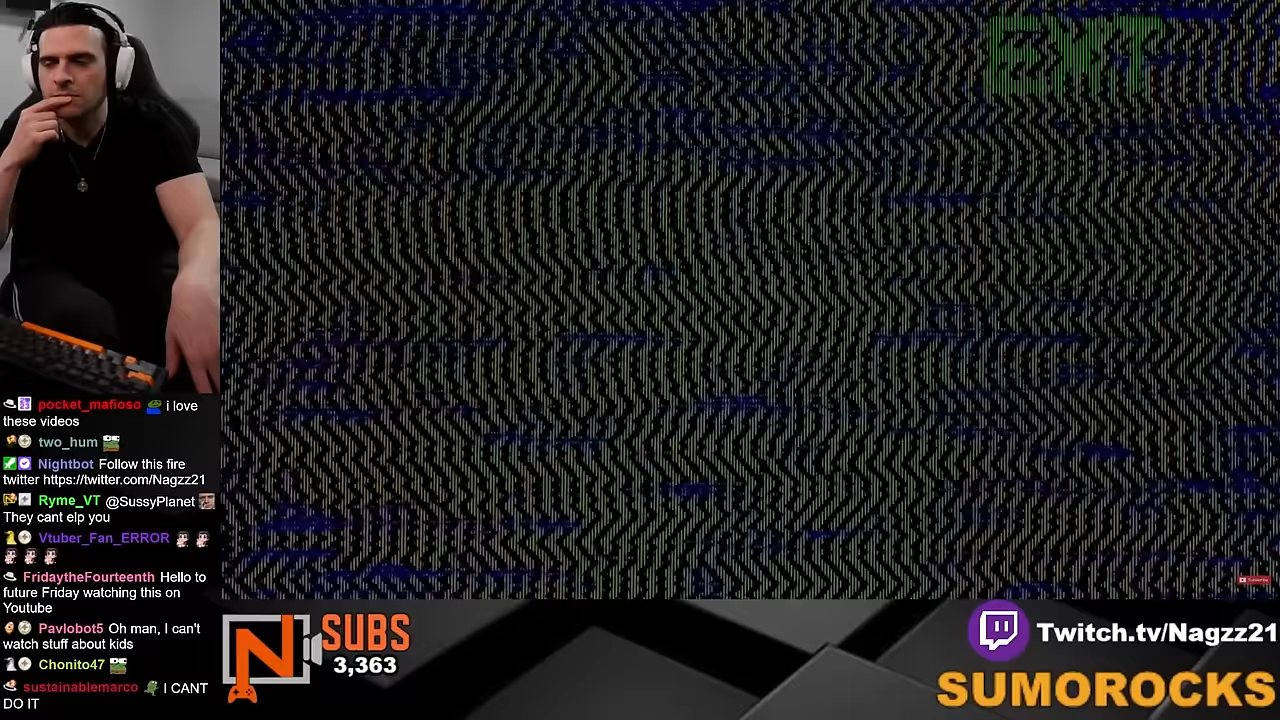 EXT
pocket_mafioso i love
these videos
two_hum
Nightbot Follow this fire
twitter https://twitter.com/Nagzz21
Ryme_VT @SussyPlanet
They cant elp you
Vtuber_Fan_ERROR
FridaytheFourteenth Hello to
future Friday watching this on
Youtube
Pavlobot5 Oh man, I can't
watch stuff about kids
Chonito47
sustainablemarco I CANT
DO IT
N SUBS
3,363
Twitch.tv/Nagzz21
SUMOROCKS